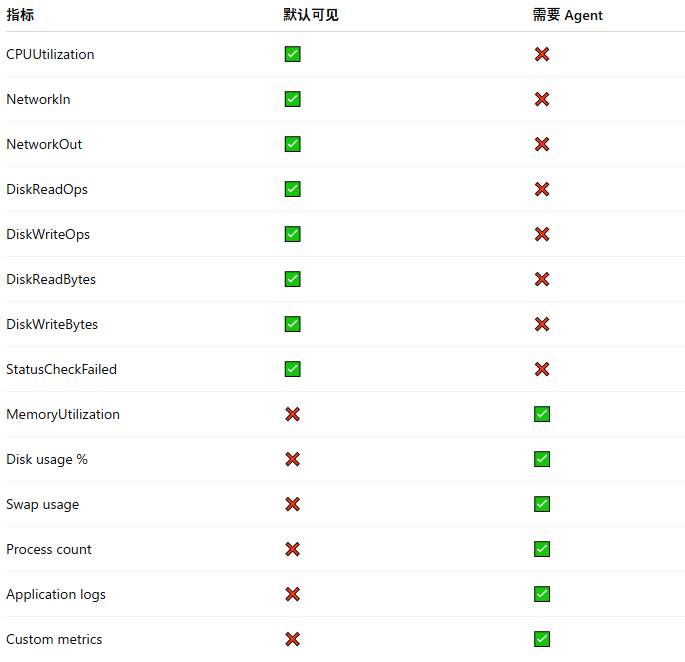 指标 默认可见 需要 Agent
CPUUtilization ✅ ❌
NetworkIn ✅ ❌
NetworkOut ✅ ❌
DiskReadOps ✅ ❌
DiskWriteOps ✅ ❌
DiskReadBytes ✅ ❌
DiskWriteBytes ✅ ❌
StatusCheckFailed ✅ ❌
MemoryUtilization ❌ ✅
Disk usage % ❌ ✅
Swap usage ❌ ✅
Process count ❌ ✅
Application logs ❌ ✅
Custom metrics ❌ ✅